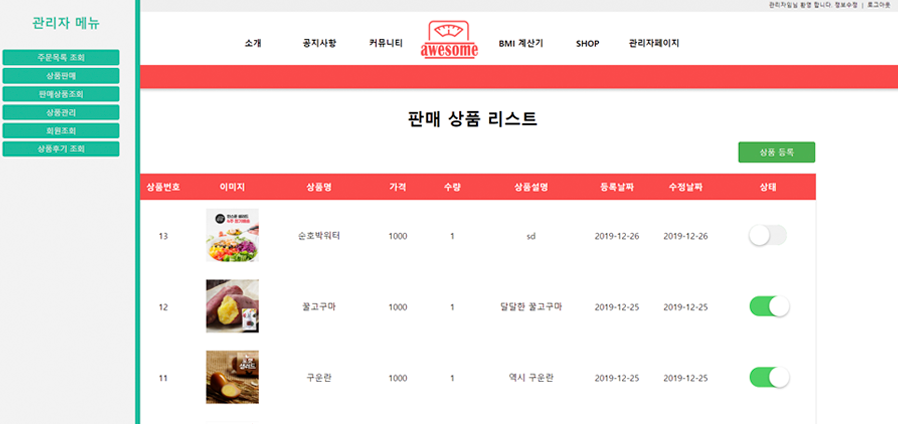 관리자님님 환영 합니다. 정보수정 | 로그아웃
관리자 메뉴
주문목록 조회
상품판매
판매상품조회
상품관리
회원조회
상품후기 조회
소개 공지사항 커뮤니티 awesome BMI 계산기 SHOP 관리자페이지
판매 상품 리스트
상품 등록
상품번호 이미지 상품명 가격 수량 상품설명 등록날짜 수정날짜 상태
13 순호박워터 1000 1 sd 2019-12-26 2019-12-26
12 꿀고구마 1000 1 달달한 꿀고구마 2019-12-25 2019-12-25
11 구운란 1000 1 역시 구운란 2019-12-25 2019-12-25